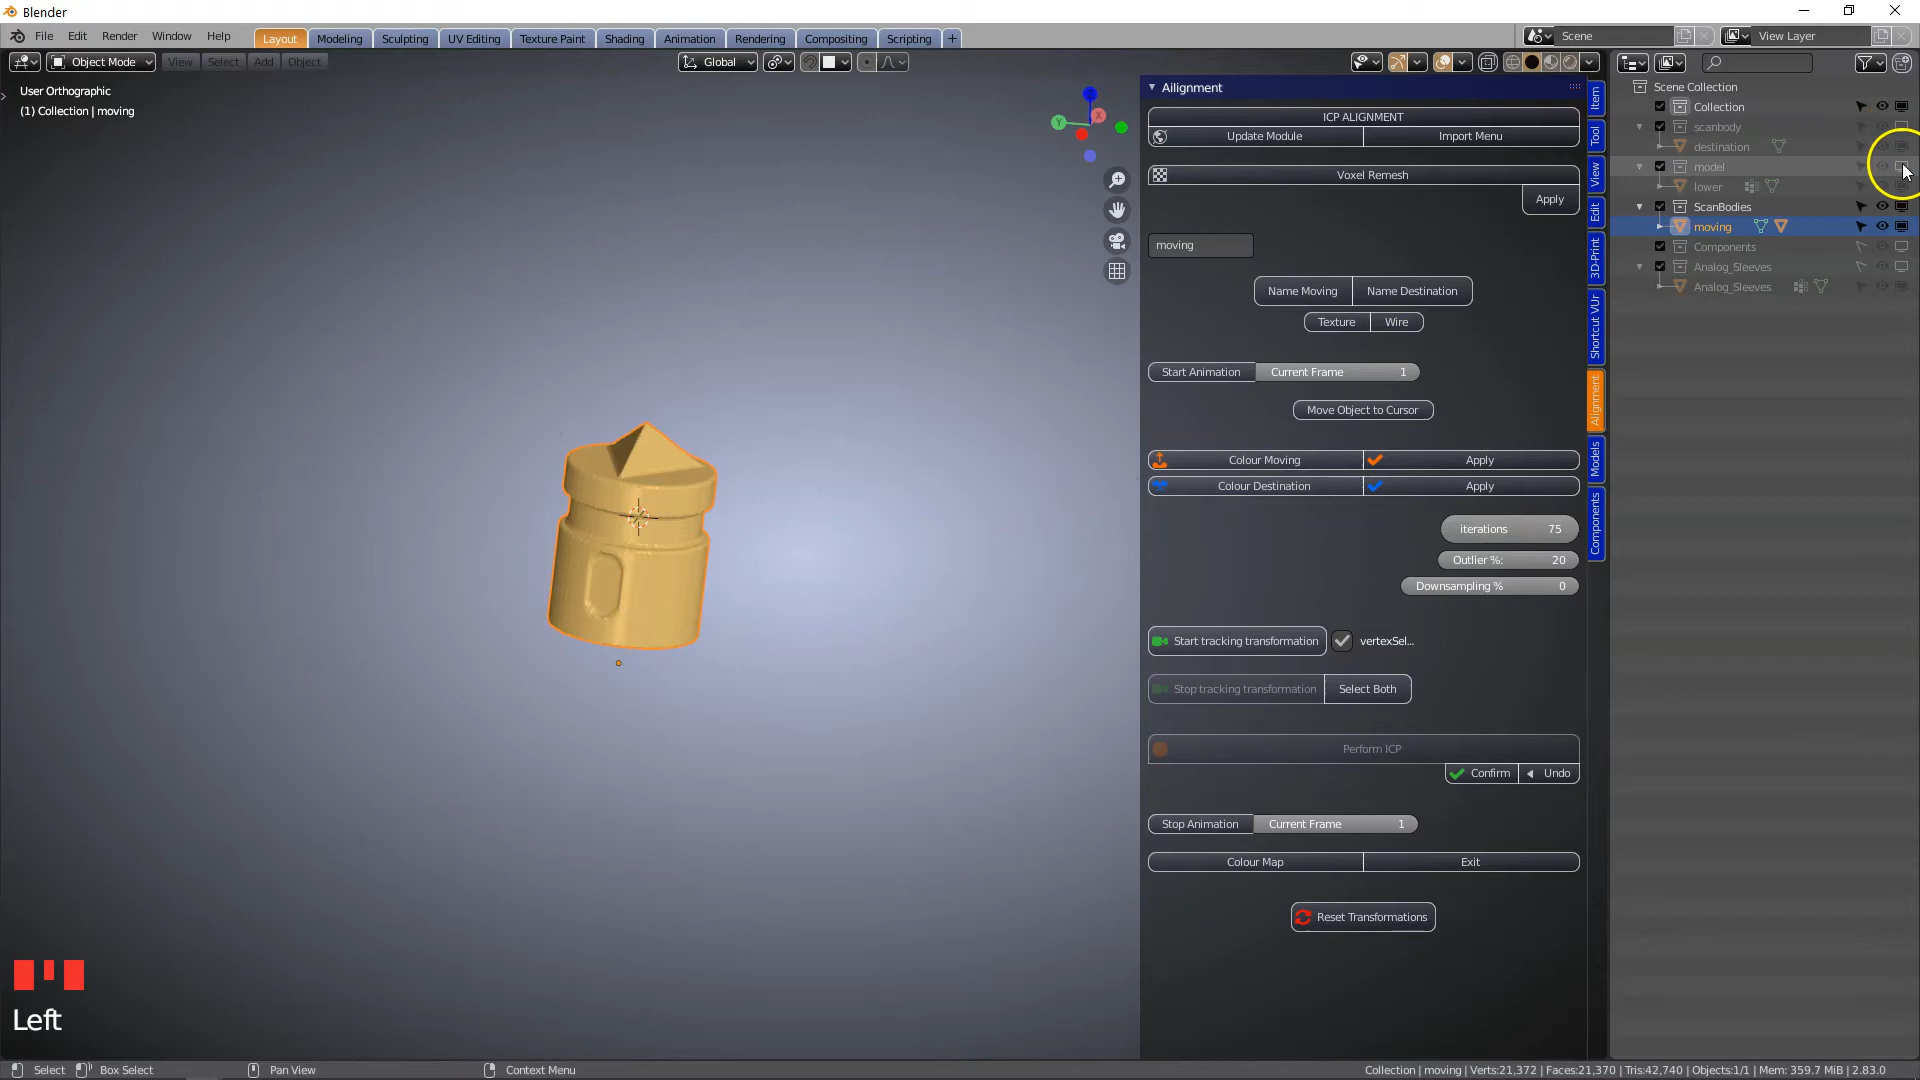 Blender
File Edit Render Window Help Layout Modeling Sculpting UV Editing Texture Paint Shading Animation Rendering Compositing Scripting + Scene View Layer
Object Mode View Select Add Object Global
User Orthographic
(1) Collection | moving
Y X
Ailignment
ICP ALIGNMENT
Update Module Import Menu
Voxel Remesh
Apply
moving
Name Moving Name Destination
Texture Wire
Start Animation Current Frame 1
Move Object to Cursor
Colour Moving Apply
Colour Destination Apply
iterations 75
Outlier %: 20
Downsampling % 0
Start tracking transformation vertexSel...
Stop tracking transformation Select Both
Perform ICP
Confirm Undo
Stop Animation Current Frame 1
Colour Map Exit
Reset Transformations
Item
Tool
View
Edit
3D-Print
Shortcut VUr
Alignment
Models
Components
Scene Collection
Collection
scanbody
destination
model
lower
ScanBodies
moving
Components
Analog_Sleeves
Analog_Sleeves
Left
Select Box Select Pan View Context Menu Collection | moving | Verts:21,372 | Faces:21,370 | Tris:42,740 | Objects:1/1 | Mem: 359.7 MiB | 2.83.0